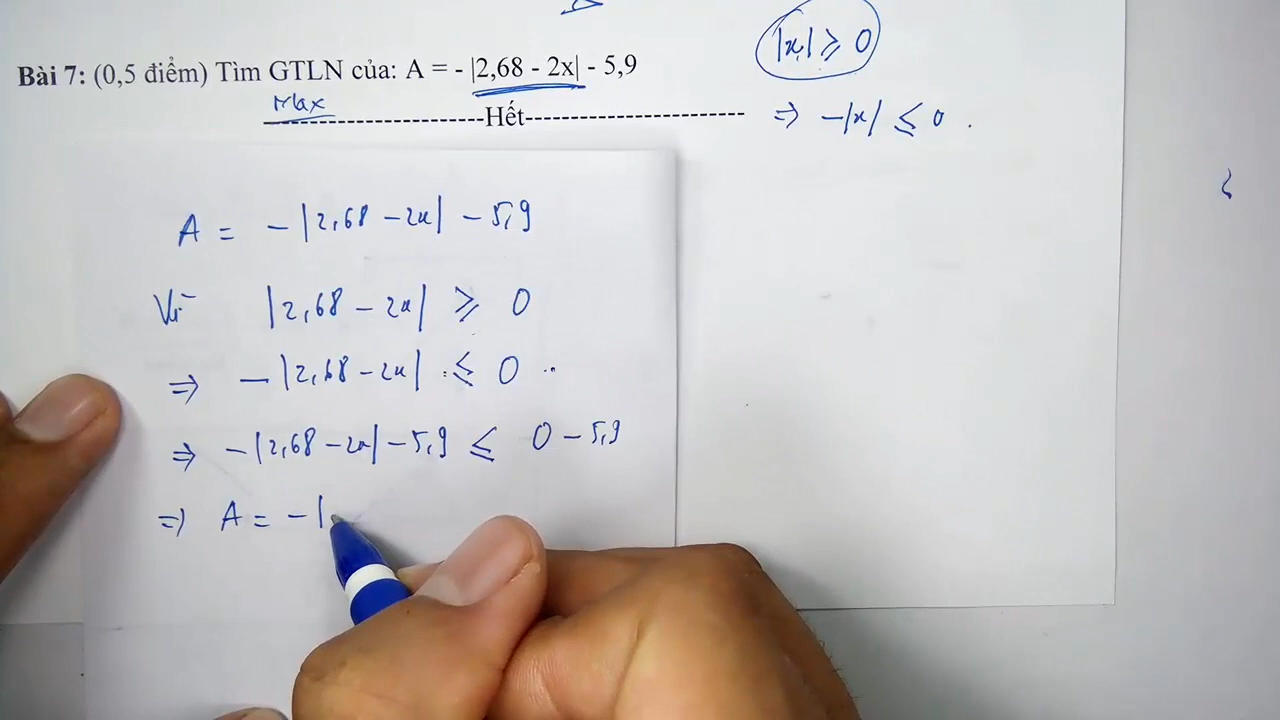 Bài 7: (0,5 điểm) Tìm GTLN của: A = - |2,68 - 2x| - 5,9
Max
-----------------------Hết-----------------------
|x| ⩾ 0
⇒ -|x| ≤ 0 .
A = -|2,68 - 2x| - 5,9
Vì |2,68 - 2x| ⩾ 0
⇒ -|2,68 - 2x| ≤ 0
⇒ -|2,68 - 2x| - 5,9 ≤ 0 - 5,9
⇒ A = -|